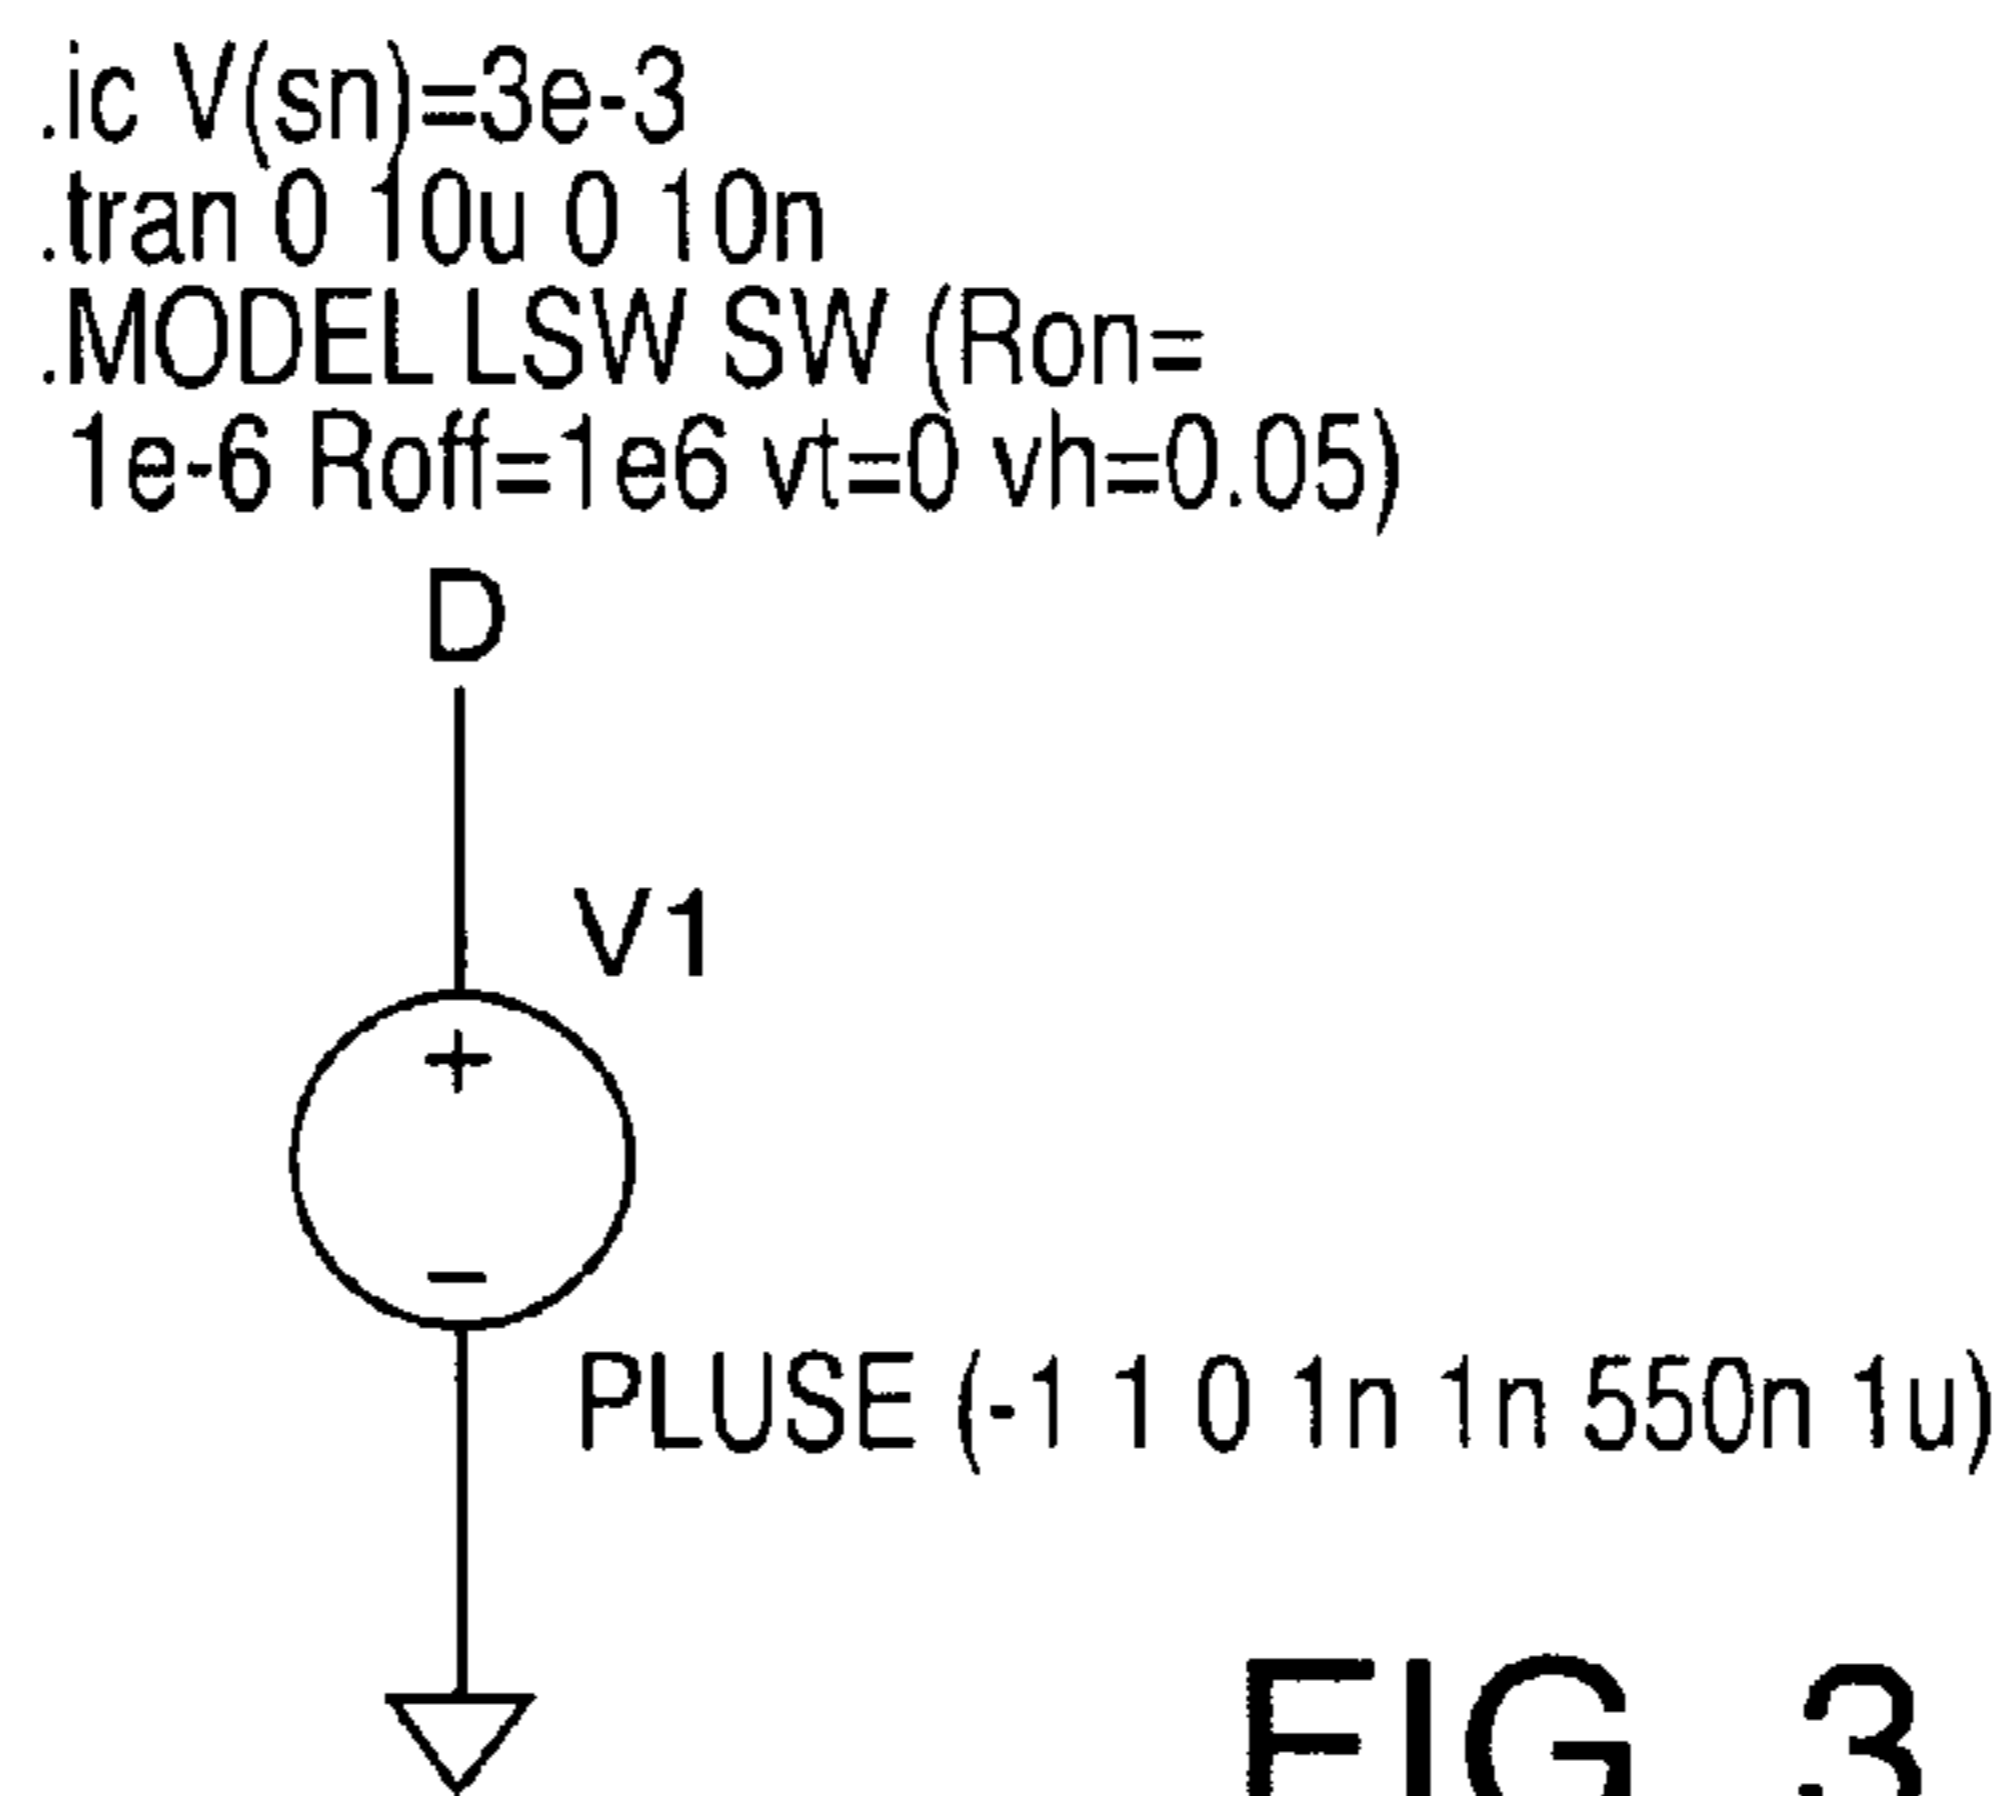 .ic V(sn)=3e-3
.tran 0 10u 0 10n
.MODEL LSW SW (Ron=
1e-6 Roff=1e6 vt=0 vh=0.05)
D
V1
+
−
PLUSE (-1 1 0 1n 1n 550n 1u)
FIG. 3